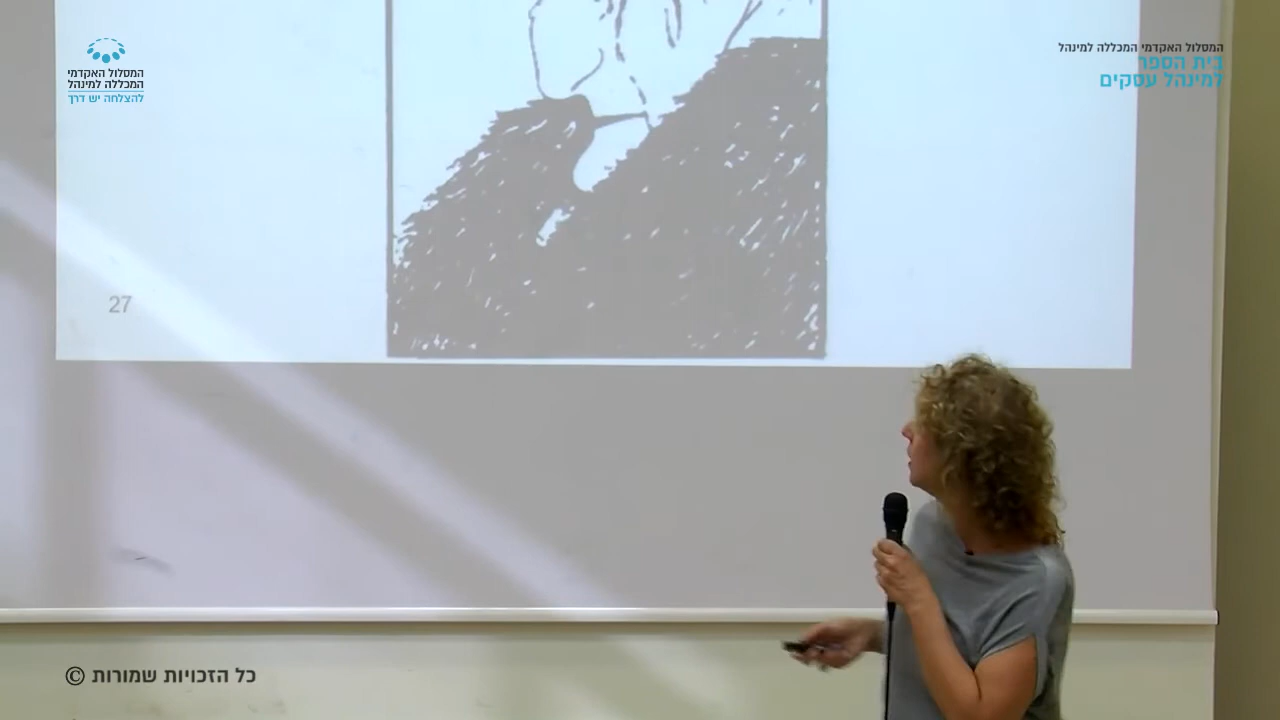 המסלול האקדמי המכללה למינהל
בית הספר
למינהל עסקים
המסלול האקדמי
המכללה למינהל
להצלחה יש דרך
27
כל הזכויות שמורות ©